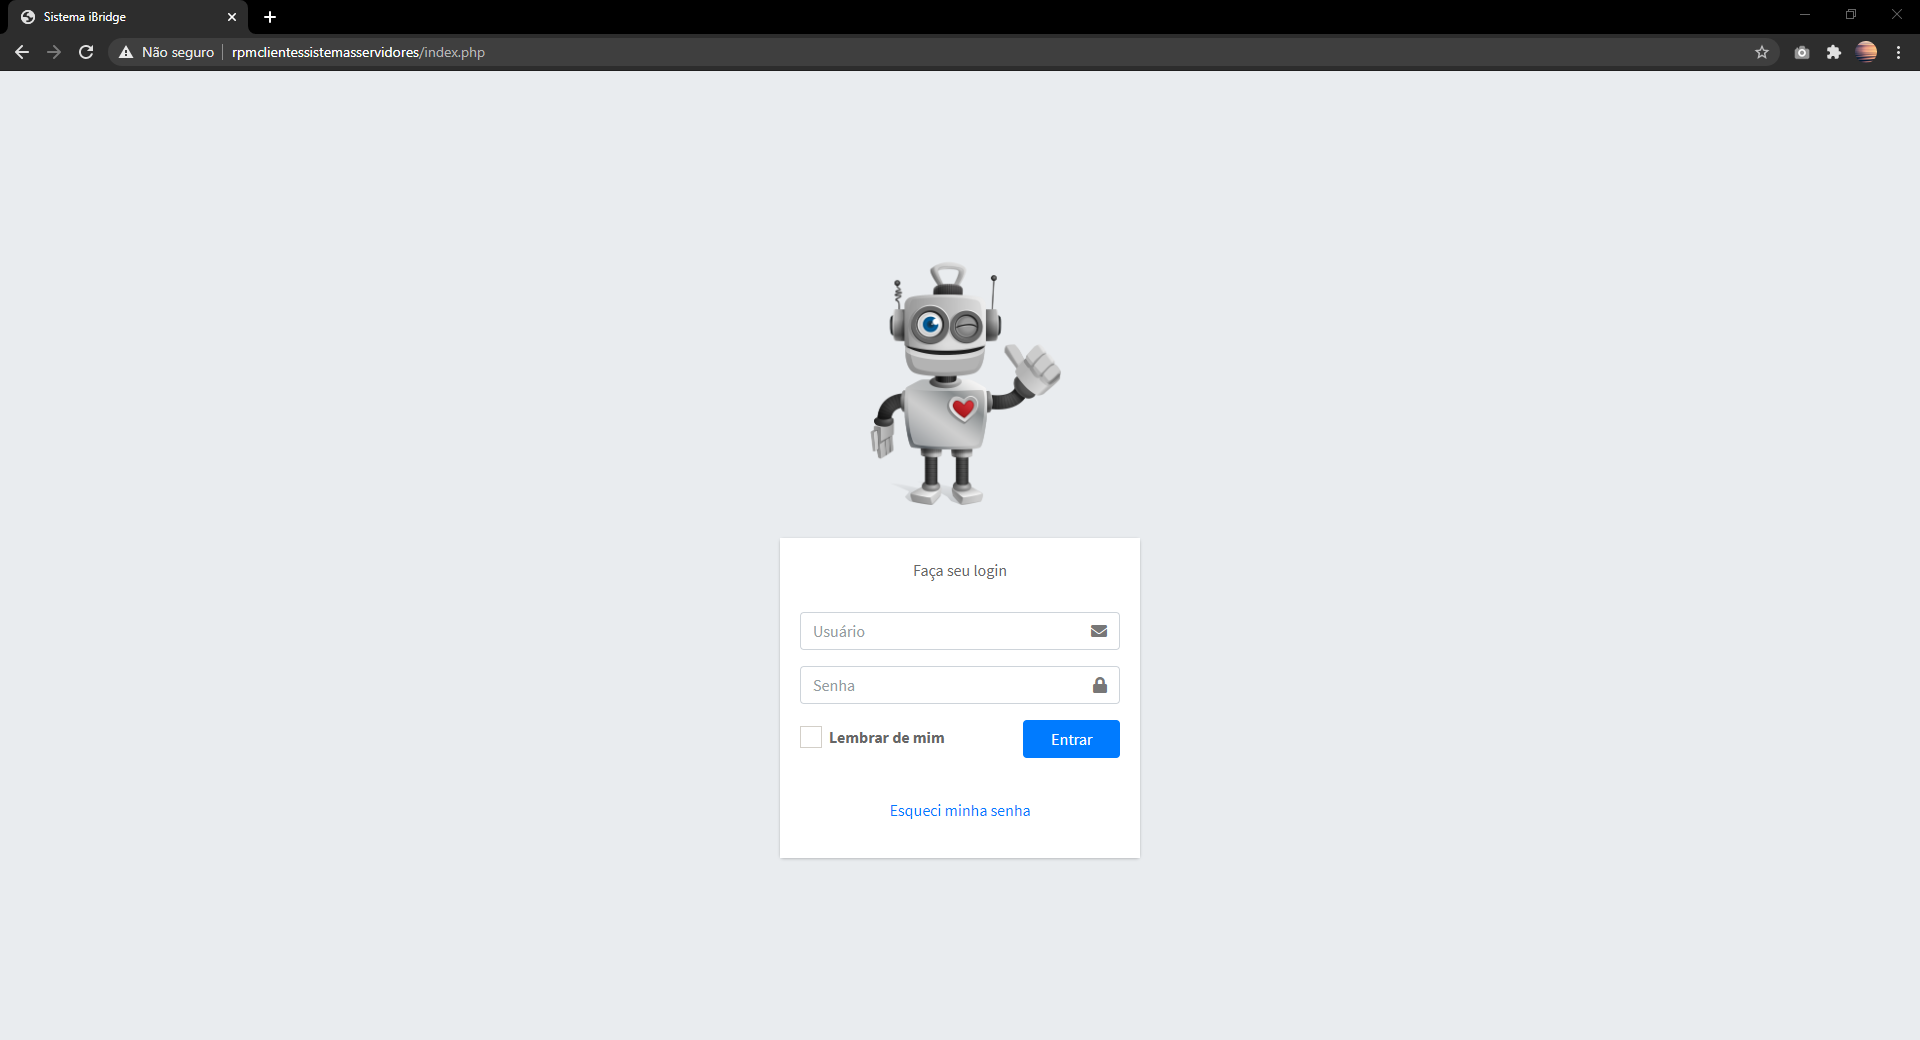 Sistema iBridge
Não seguro rpmclientessistemasservidores/index.php
Faça seu login
Usuário
Senha
Lembrar de mim
Entrar
Esqueci minha senha